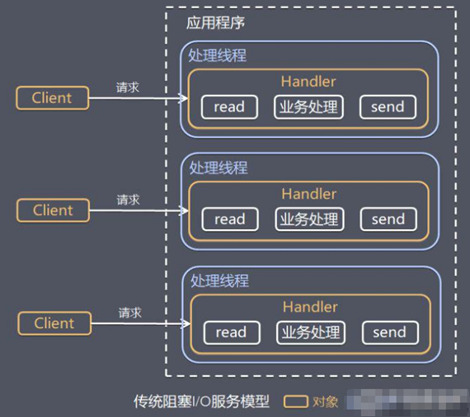 应用程序
处理线程
Handler
Client
请求
read
业务处理
send
处理线程
Handler
Client
请求
read
业务处理
send
处理线程
Handler
Client
请求
read
业务处理
send
传统阻塞I/O服务模型
对象